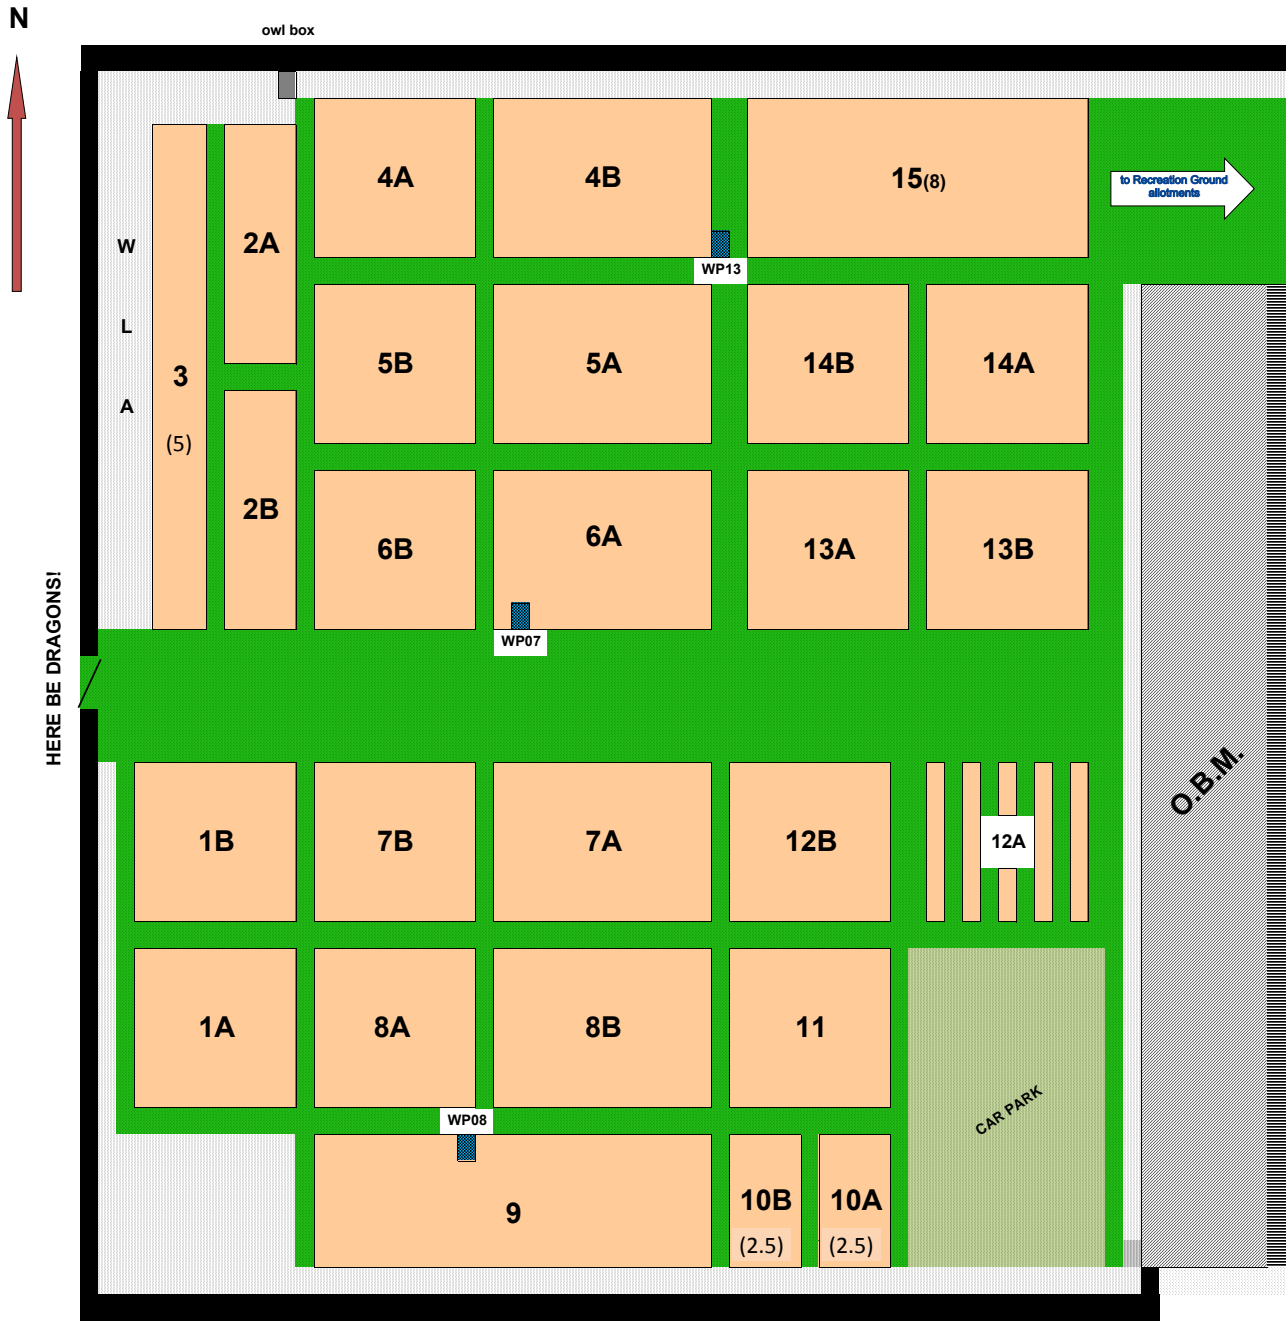 N
owl box
4A
4B
15(8)
to Recreation Ground
allotments
2A
W
L
A
WP13
3
(5)
5B
5A
14B
14A
2B
6B
6A
13A
13B
WP07
HERE BE DRAGONS!
O.B.M.
1B
7B
7A
12B
12A
1A
8A
8B
11
CAR PARK
WP08
9
10B
(2.5)
10A
(2.5)